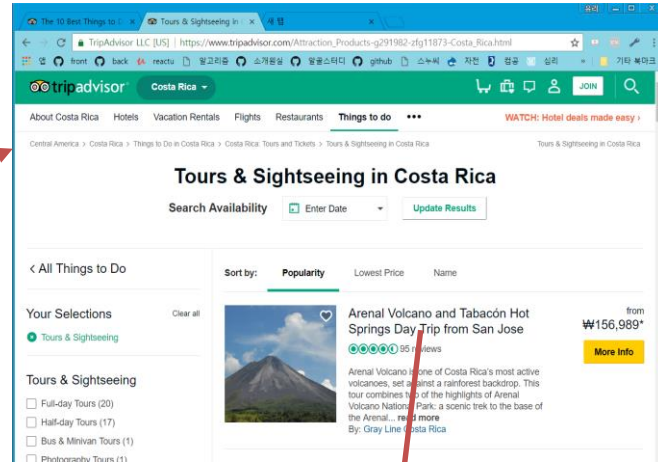 The 10 Best Things to
Tours & Sightseeing in
새 탭
TripAdvisor LLC [US] | https://www.tripadvisor.com/Attraction_Products-g291982-zfg11873-Costa_Rica.html
앱 front back reactu 알고리즘 소개원실 알골스터디 github 스누씨 자전 컴공 심리 » 기타 북마크
tripadvisor Costa Rica JOIN
About Costa Rica Hotels Vacation Rentals Flights Restaurants Things to do ••• WATCH: Hotel deals made easy ›
Central America > Costa Rica > Things to Do in Costa Rica > Costa Rica: Tours and Tickets > Tours & Sightseeing in Costa Rica Tours & Sightseeing in Costa Rica
Tours & Sightseeing in Costa Rica
Search Availability Enter Date Update Results
< All Things to Do
Sort by: Popularity Lowest Price Name
Your Selections Clear all
Tours & Sightseeing
Tours & Sightseeing
Full-day Tours (20)
Half-day Tours (17)
Bus & Minivan Tours (1)
Photography Tours (1)
Arenal Volcano and Tabacón Hot
Springs Day Trip from San Jose
95 reviews
Arenal Volcano is one of Costa Rica's most active
volcanoes, set against a rainforest backdrop. This
tour combines two of the highlights of Arenal
Volcano National Park: a scenic trek to the base of
the Arenal... read more
By: Gray Line Costa Rica
from
₩156,989*
More Info